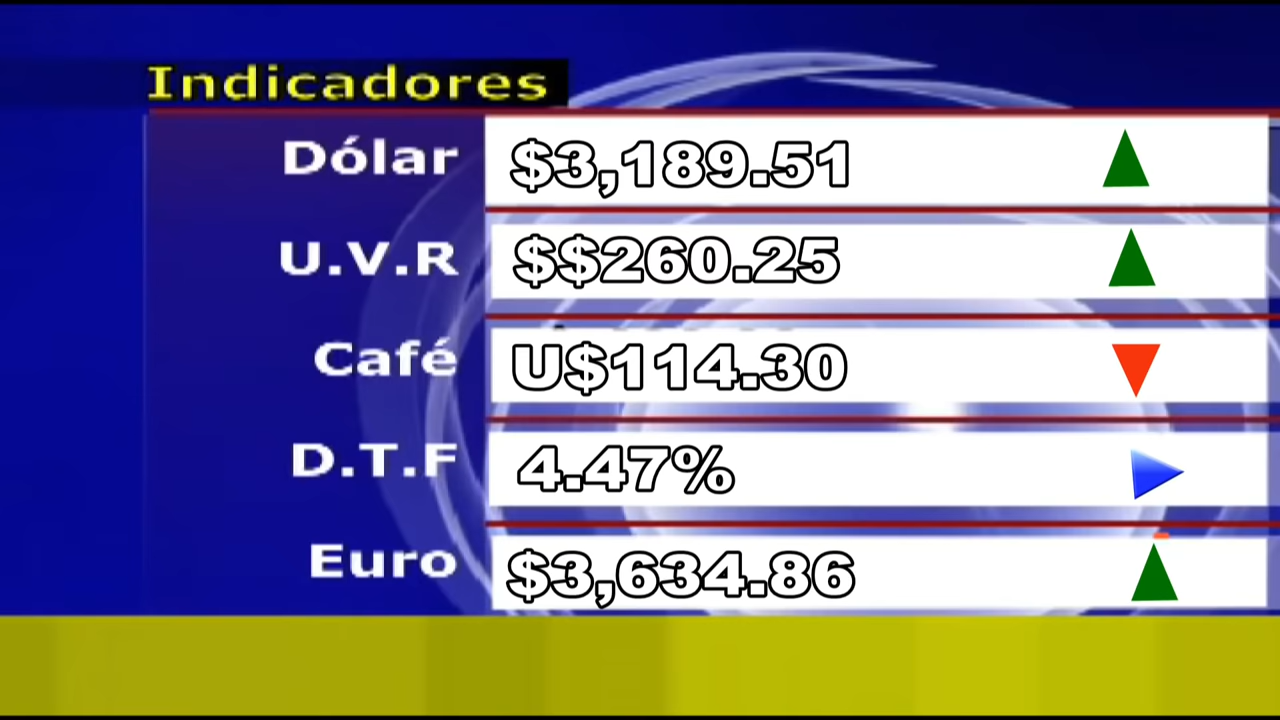 Indicadores
Dólar $3,189.51
U.V.R $$260.25
Café U$114.30
D.T.F 4.47%
Euro $3,634.86